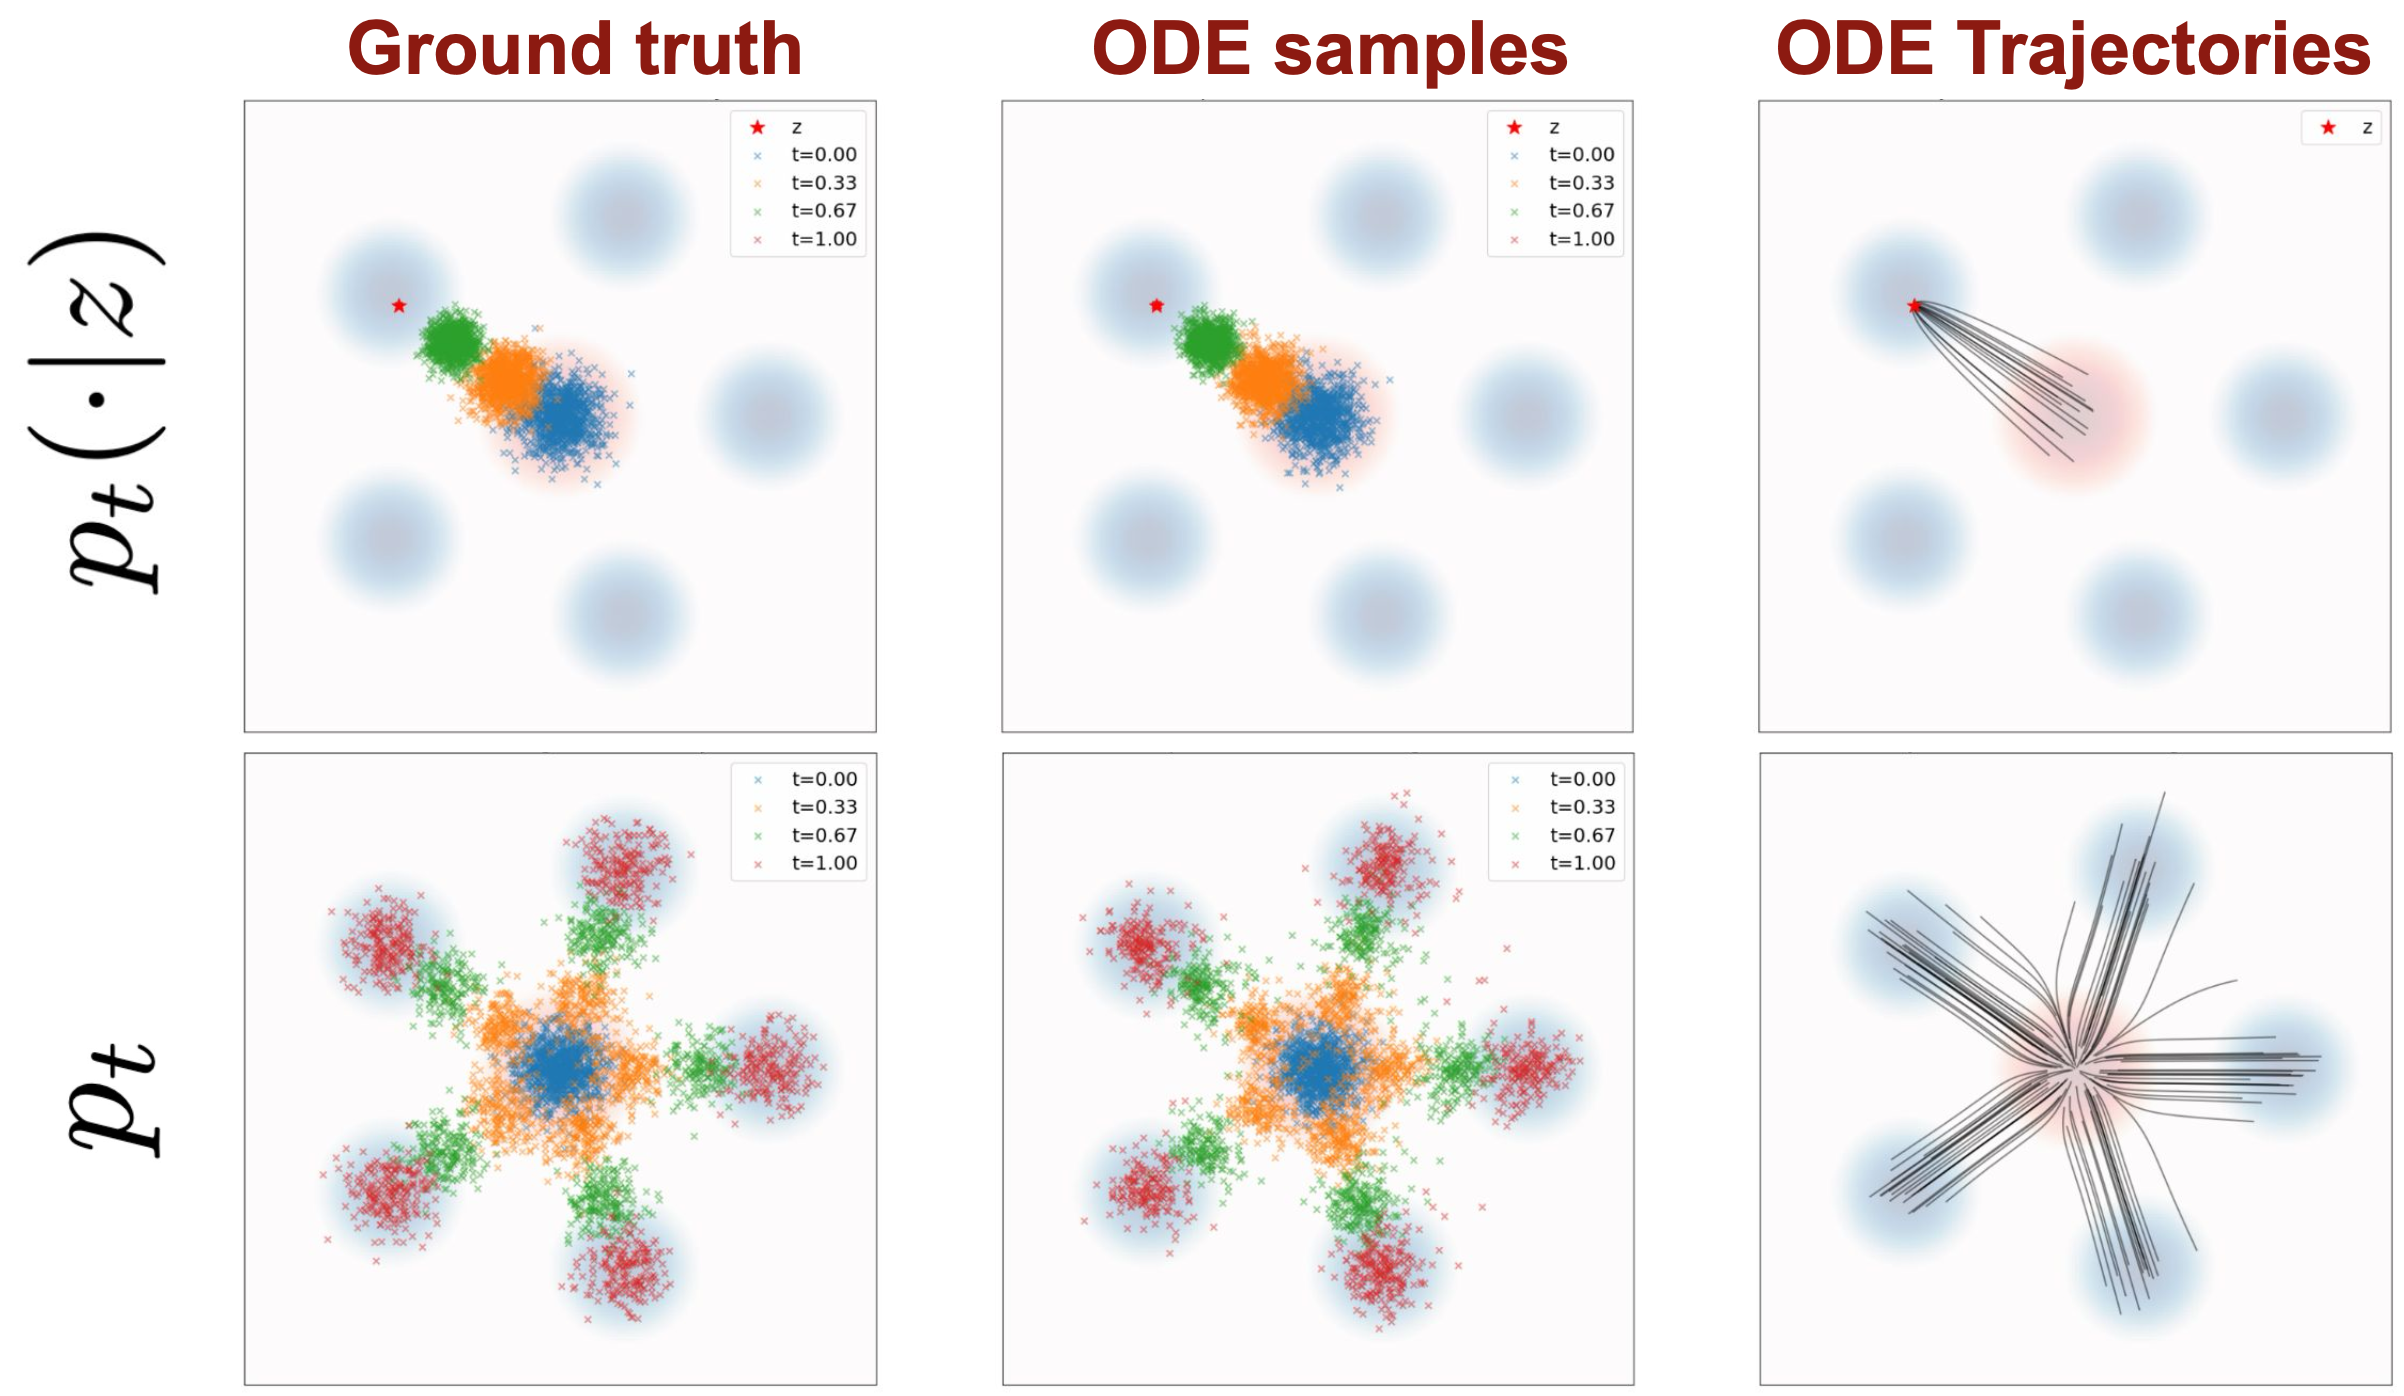 Ground truth
ODE samples
ODE Trajectories
p_t(·|z)
z
t=0.00
t=0.33
t=0.67
t=1.00
z
t=0.00
t=0.33
t=0.67
t=1.00
z
p_t
t=0.00
t=0.33
t=0.67
t=1.00
t=0.00
t=0.33
t=0.67
t=1.00